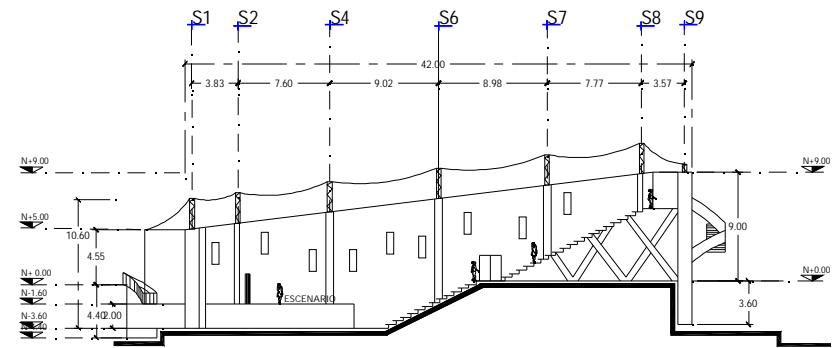 S1 S2 S4 S6 S7 S8 S9
42.00
3.83 7.60 9.02 8.98 7.77 3.57
N+9.00 N+9.00
N+5.00
10.60
9.00
4.55
N+ 0.00 N+0.00
N-1.60
ESCENARIO
3.60
4.40
2.00
N-3.60